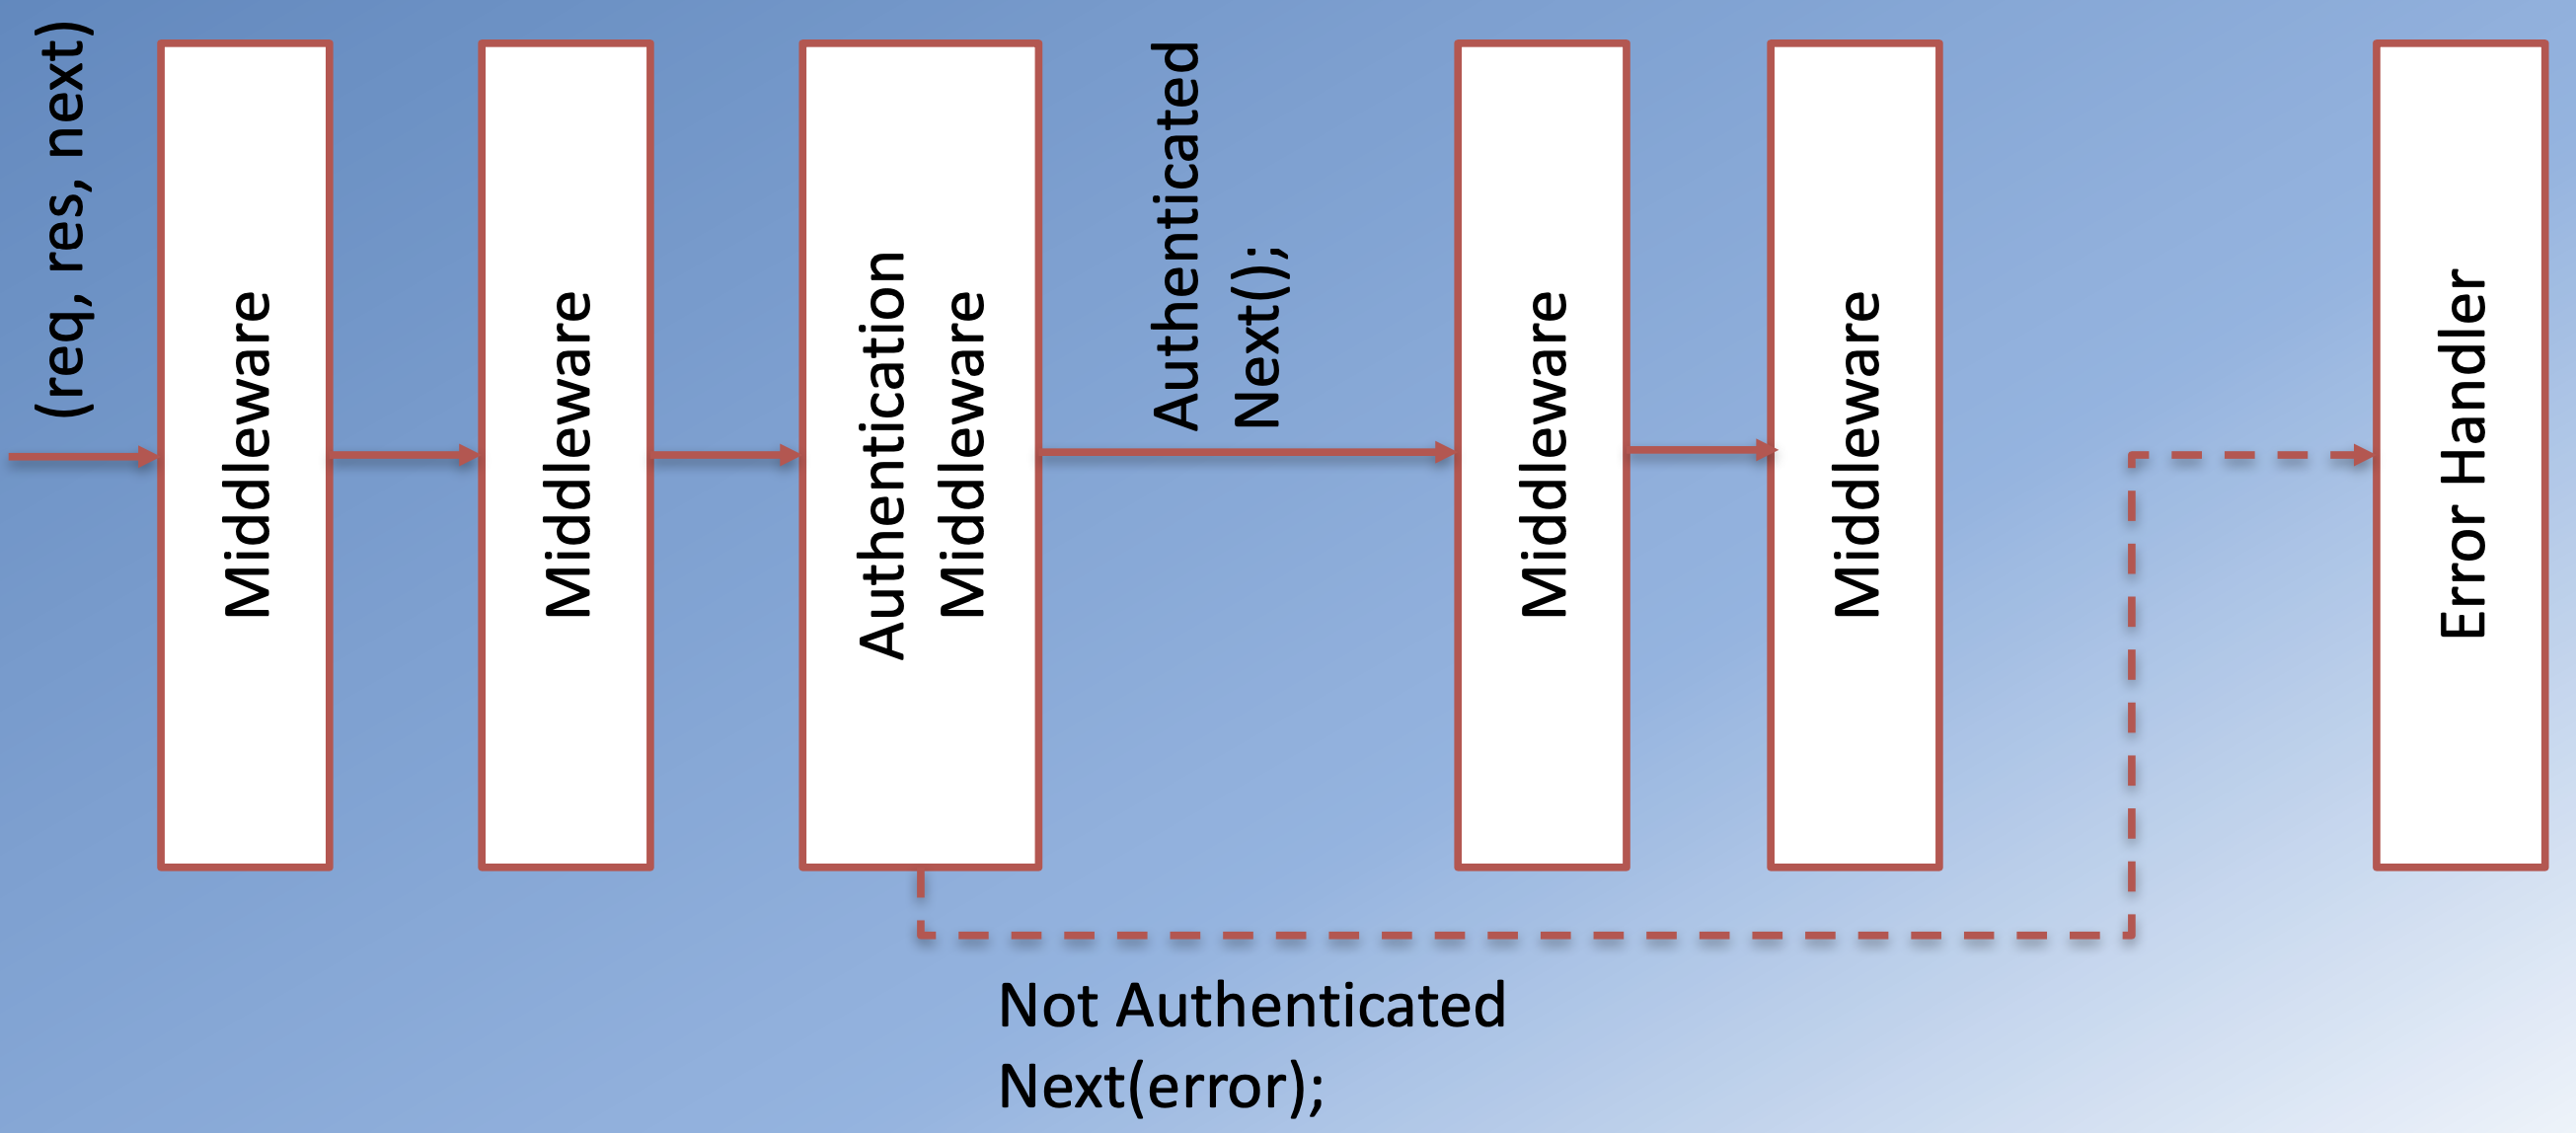 (req, res, next)
Middleware
Middleware
Authentication
Middleware
Authenticated
Next();
Middleware
Middleware
Error Handler
Not Authenticated
Next(error);